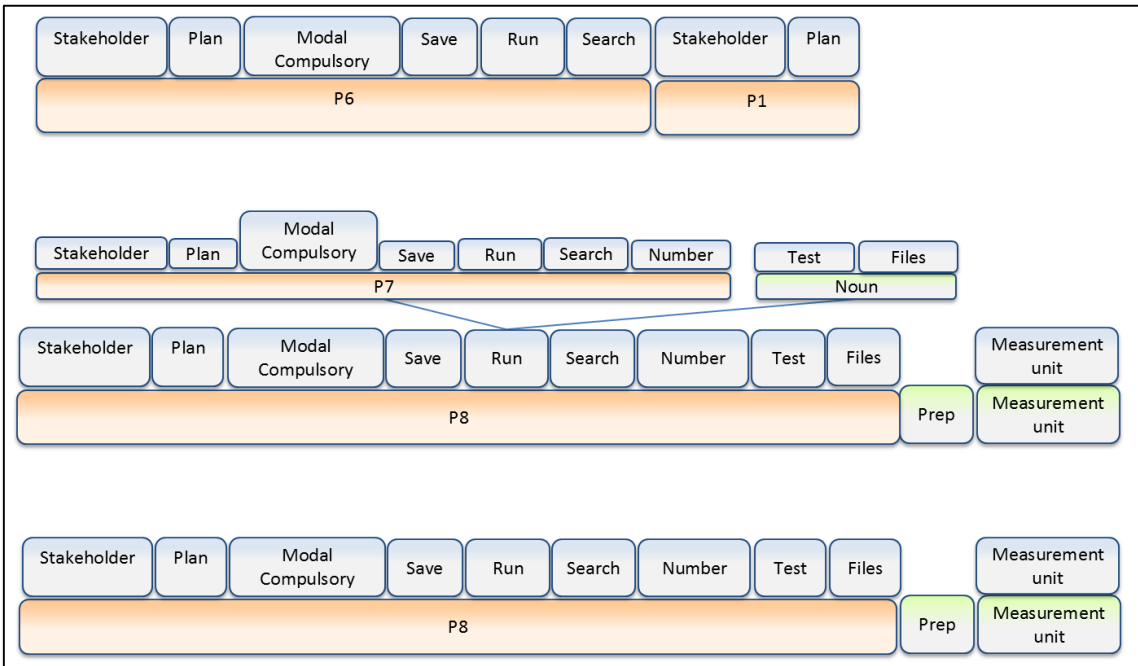 Stakeholder Plan Modal Compulsory Save Run Search Stakeholder Plan
P6 P1
Stakeholder Plan Modal Compulsory Save Run Search Number Test Files
P7 Noun
Stakeholder Plan Modal Compulsory Save Run Search Number Test Files Measurement unit
P8 Prep Measurement unit
Stakeholder Plan Modal Compulsory Save Run Search Number Test Files Measurement unit
P8 Prep Measurement unit